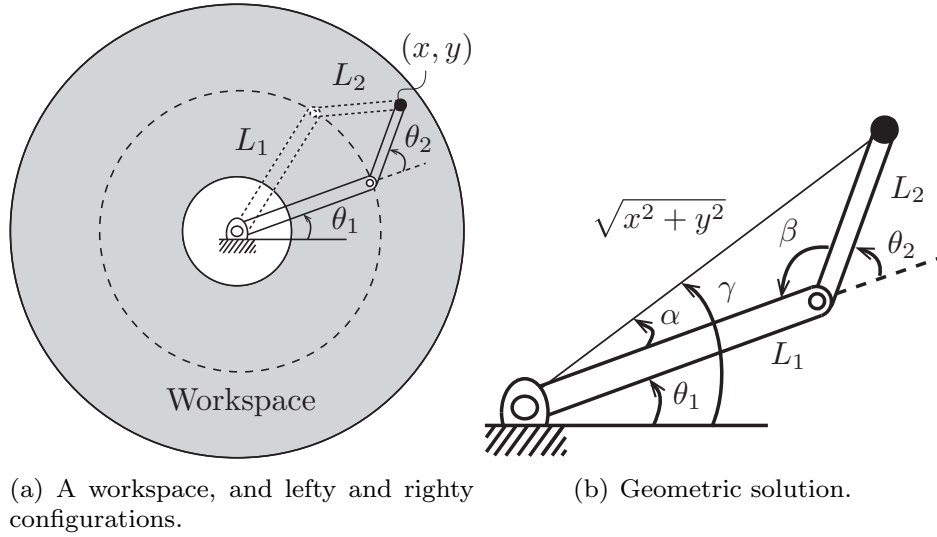 (x, y)
L₂
L₁
θ₂
θ₁
Workspace
√x² + y²
β
L₂
θ₂
γ
α
L₁
θ₁
(a) A workspace, and lefty and righty
configurations.
(b) Geometric solution.